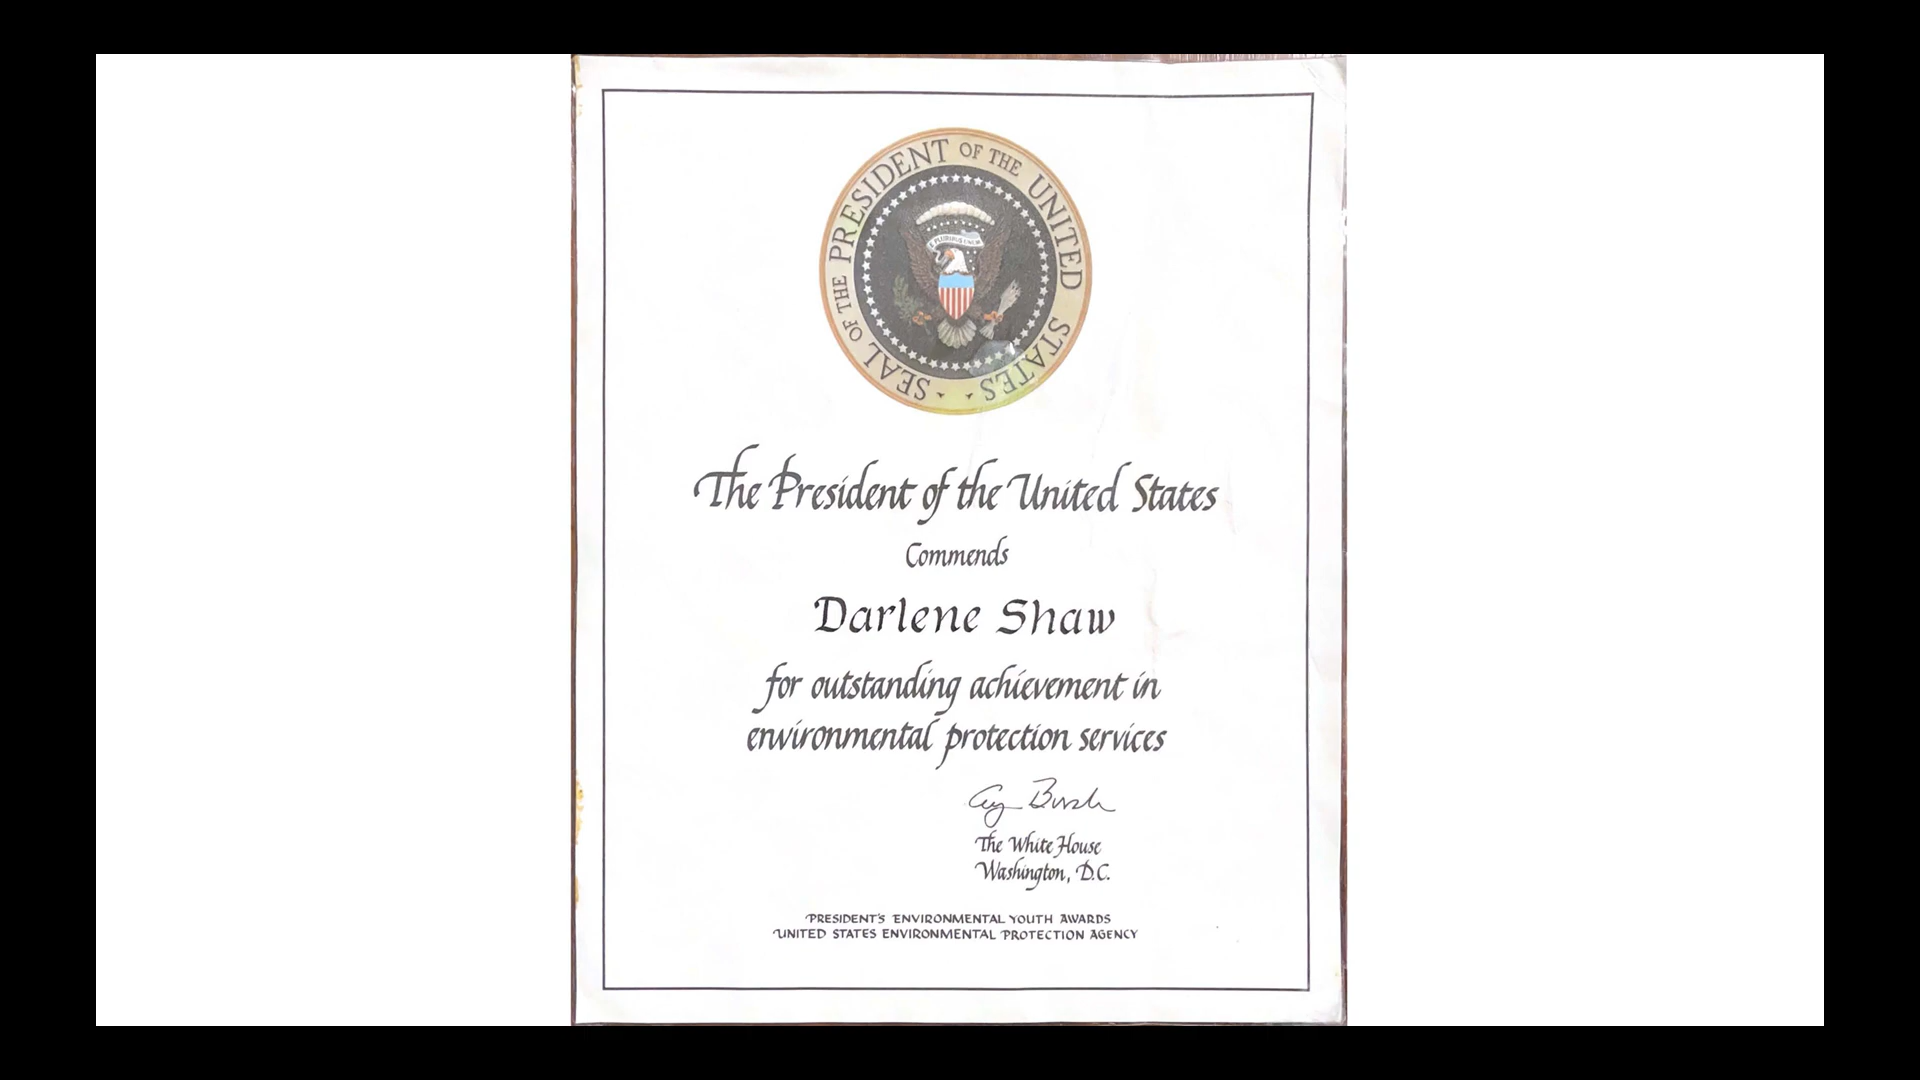 SEAL OF THE PRESIDENT OF THE UNITED STATES
E PLURIBUS UNUM
The President of the United States
Commends
Darlene Shaw
for outstanding achievement in
environmental protection services
Bush
The White House
Washington, D.C.
PRESIDENT'S ENVIRONMENTAL YOUTH AWARDS
UNITED STATES ENVIRONMENTAL PROTECTION AGENCY